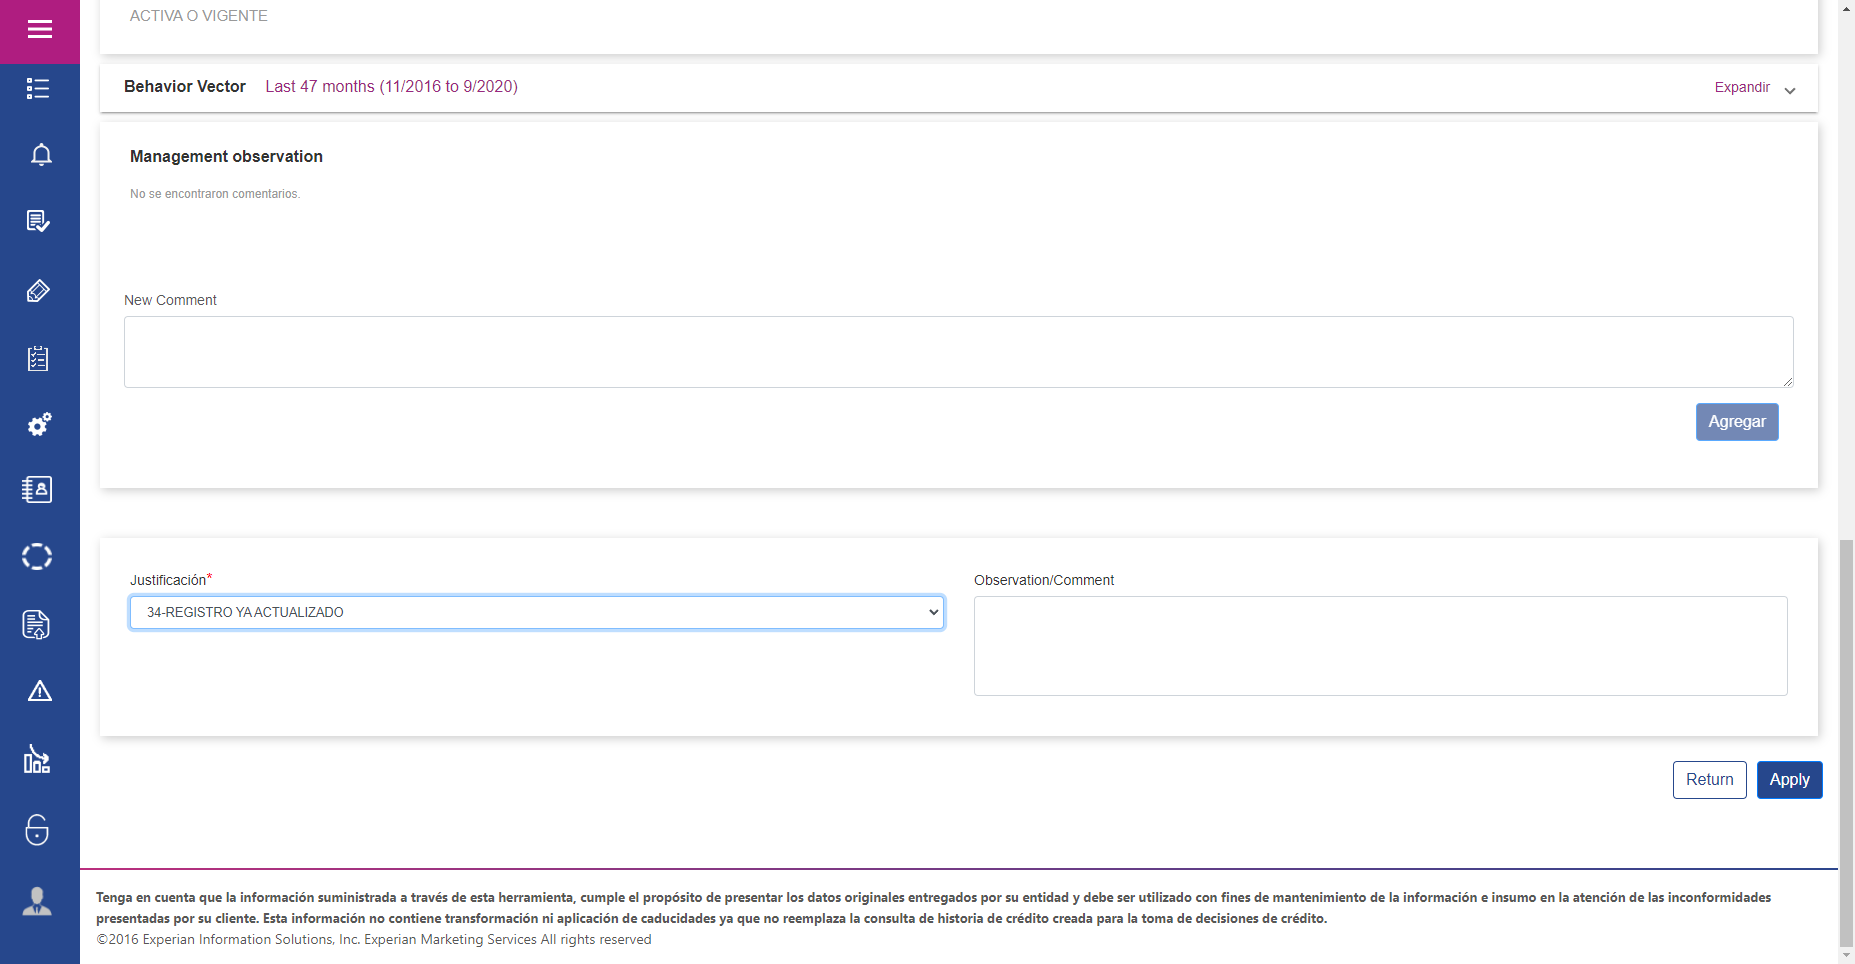 ACTIVA O VIGENTE
Behavior Vector Last 47 months (11/2016 to 9/2020) Expandir
Management observation
No se encontraron comentarios.
New Comment
Agregar
Justificación* Observation/Comment
34-REGISTRO YA ACTUALIZADO
Return Apply
Tenga en cuenta que la información suministrada a través de esta herramienta, cumple el propósito de presentar los datos originales entregados por su entidad y debe ser utilizado con fines de mantenimiento de la información e insumo en la atención de las inconformidades
presentadas por su cliente. Esta información no contiene transformación ni aplicación de caducidades ya que no reemplaza la consulta de historia de crédito creada para la toma de decisiones de crédito.
©2016 Experian Information Solutions, Inc. Experian Marketing Services All rights reserved